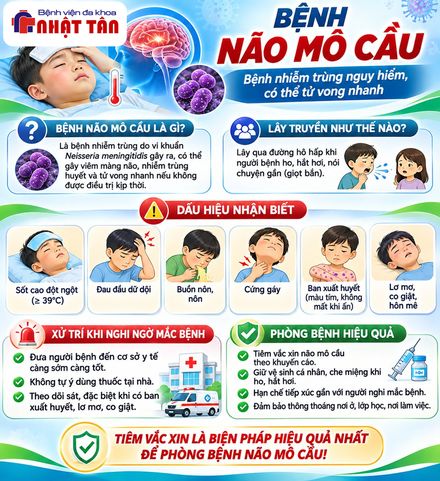 Bệnh viện đa khoa
NHẬT TÂN
BỆNH
NÃO MÔ CẦU
Bệnh nhiễm trùng nguy hiểm,
có thể tử vong nhanh
?
BỆNH NÃO MÔ CẦU LÀ GÌ?
Là bệnh nhiễm trùng do vi khuẩn
Neisseria meningitidis gây ra, có thể
gây viêm màng não, nhiễm trùng
huyết và tử vong nhanh nếu không
được điều trị kịp thời.
LÂY TRUYỀN NHƯ THẾ NÀO?
Lây qua đường hô hấp khi
người bệnh ho, hắt hơi, nói
chuyện gần (giọt bắn).
DẤU HIỆU NHẬN BIẾT
Sốt cao đột ngột
(≥ 39°C)
Đau đầu dữ dội
Buồn nôn,
nôn
Cứng gáy
Ban xuất huyết
(màu tím, không
mất khi ấn)
Lơ mơ,
co giật,
hôn mê
XỬ TRÍ KHI NGHI NGỜ MẮC BỆNH
Đưa người bệnh đến cơ sở y tế
càng sớm càng tốt.
Không tự ý dùng thuốc tại nhà.
Theo dõi sát, đặc biệt khi có ban
xuất huyết, lơ mơ, co giật.
PHÒNG BỆNH HIỆU QUẢ
Tiêm vắc xin não mô cầu
theo khuyến cáo.
Giữ vệ sinh cá nhân, che miệng khi
ho, hắt hơi.
Hạn chế tiếp xúc gần với người nghi mắc bệnh.
Đảm bảo thông thoáng nơi ở, lớp học, nơi làm việc.
TIÊM VẮC XIN LÀ BIỆN PHÁP HIỆU QUẢ NHẤT
ĐỂ PHÒNG BỆNH NÃO MÔ CẦU!